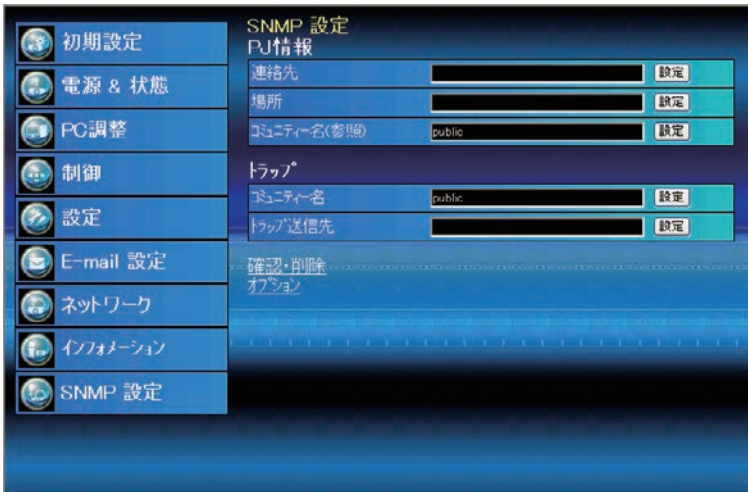 初期設定
電源 & 状態
PC調整
制御
設定
E-mail 設定
ネットワーク
インフォメーション
SNMP 設定
SNMP 設定
PJ情報
連絡先 設定
場所 設定
コミュニティー名(参照) public 設定
トラップ
コミュニティー名 public 設定
トラップ送信先 設定
確認・削除
オプション